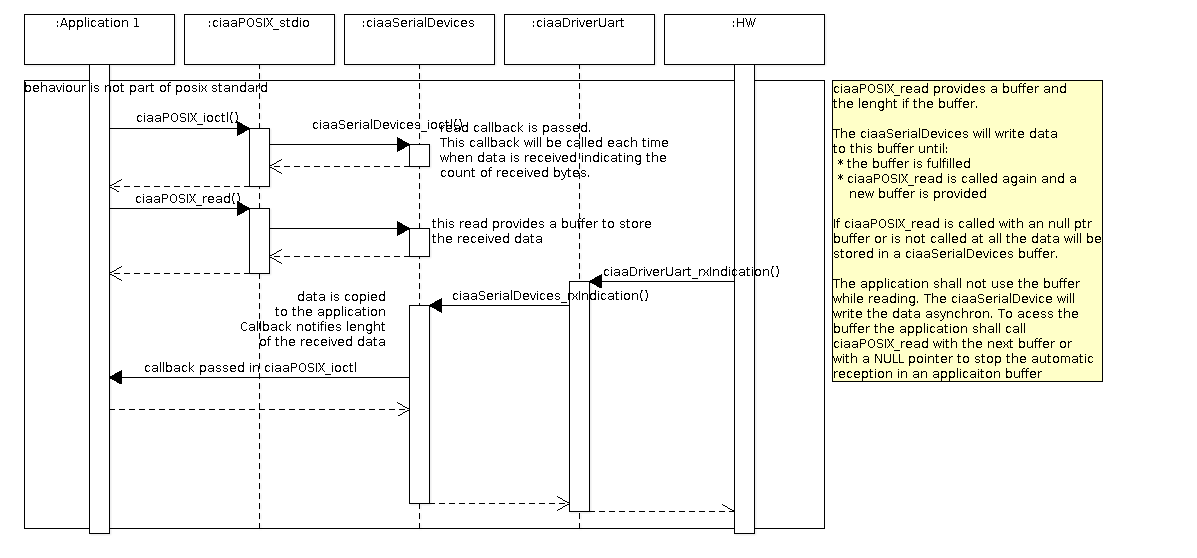 :Application 1
:ciaaPOSIX_stdio
:ciaaSerialDevices
:ciaaDriverUart
:HW
behaviour is not part of posix standard
ciaaPOSIX_ioctl()
ciaaSerialDevices_ioctl()
read callback is passed.
This callback will be called each time
when data is received indicating the
count of received bytes.
ciaaPOSIX_read()
this read provides a buffer to store
the received data
ciaaDriverUart_rxIndication()
ciaaSerialDevices_rxIndication()
data is copied
to the application
Callback notifies lenght
of the received data
callback passed in ciaaPOSIX_ioctl
ciaaPOSIX_read provides a buffer and
the lenght if the buffer.
The ciaaSerialDevices will write data
to this buffer until:
* the buffer is fulfilled
* ciaaPOSIX_read is called again and a
new buffer is provided
If ciaaPOSIX_read is called with an null ptr
buffer or is not called at all the data will be
stored in a ciaaSerialDevices buffer.
The application shall not use the buffer
while reading. The ciaaSerialDevice will
write the data asynchron. To acess the
buffer the application shall call
ciaaPOSIX_read with the next buffer or
with a NULL pointer to stop the automatic
reception in an applicaiton buffer